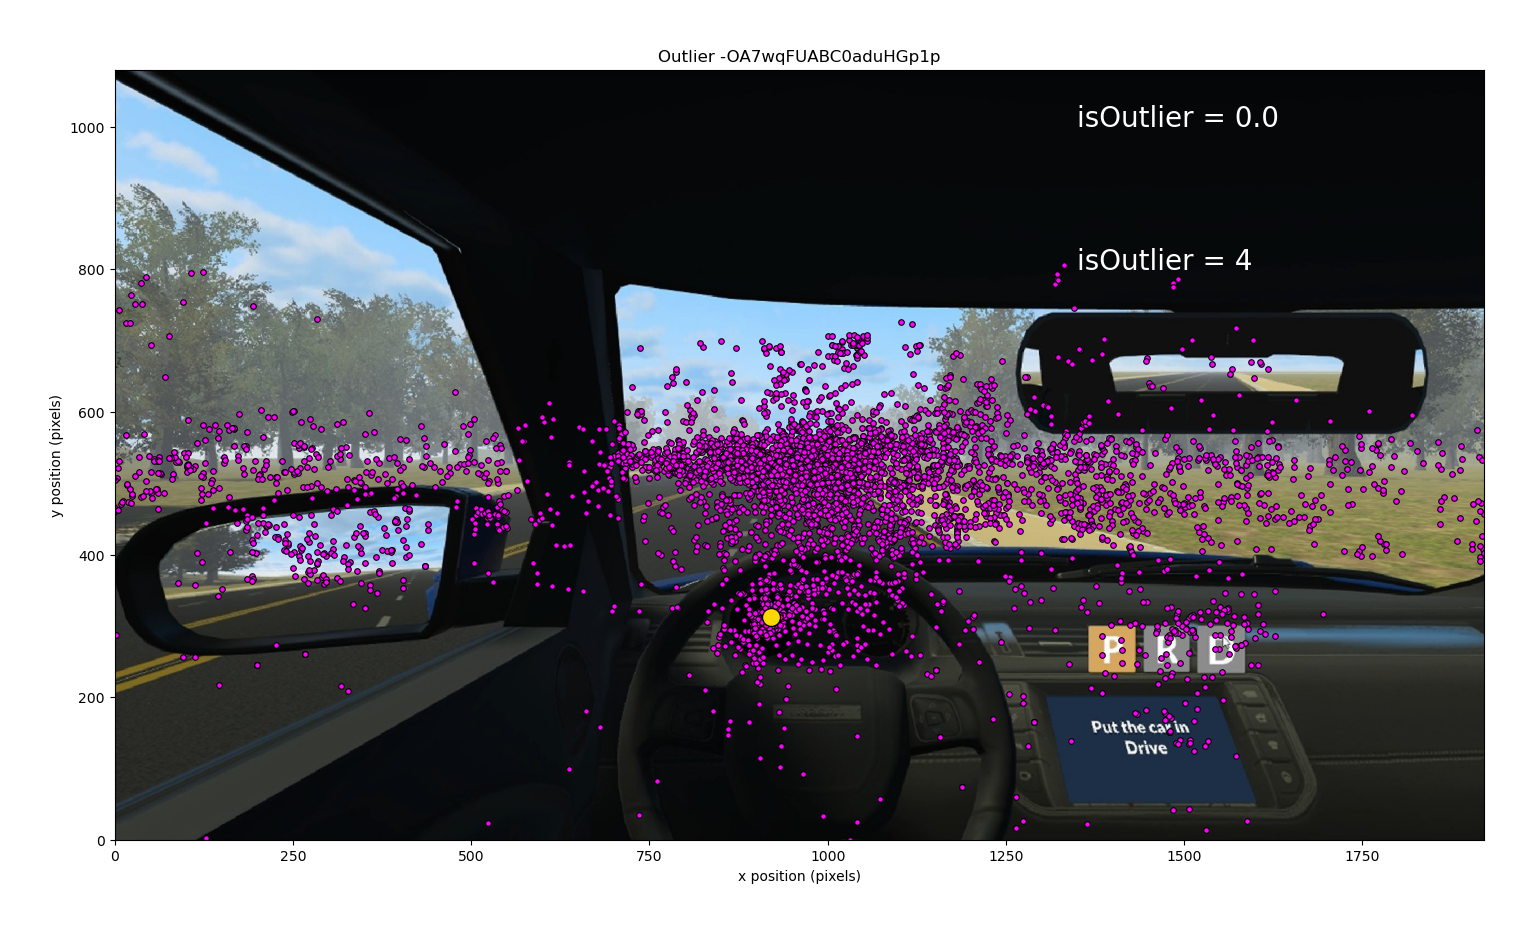 Outlier -OA7wqFUABC0aduHGp1p
isOutlier = 0.0
isOutlier = 4
P R D
Put the car in
Drive
y position (pixels)
1000
800
600
400
200
0
0 250 500 750 1000 1250 1500 1750
x position (pixels)